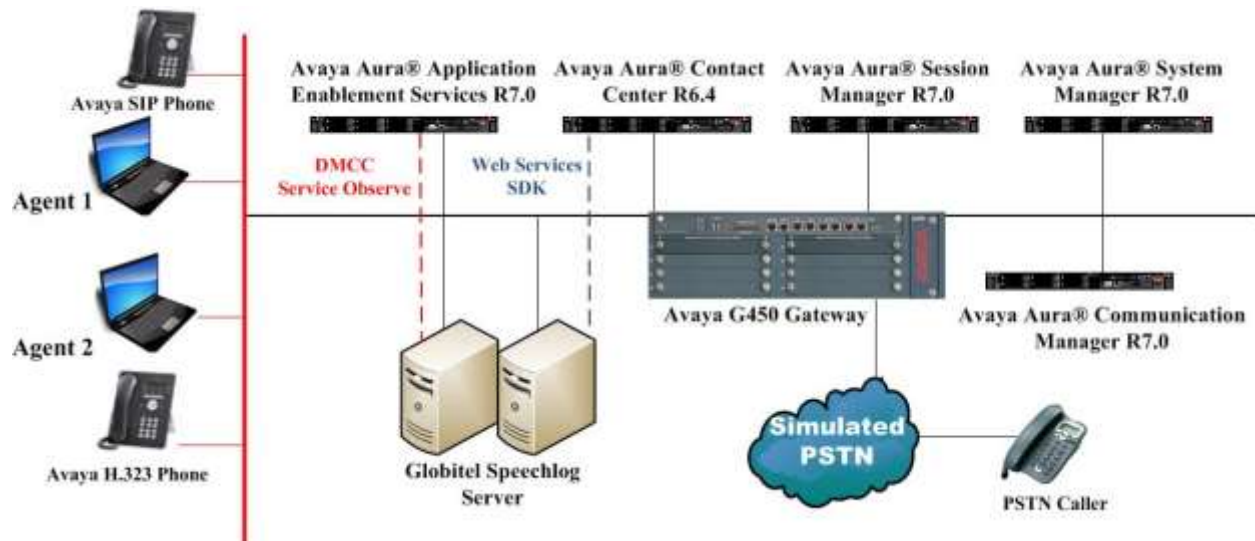 Avaya SIP Phone
Agent 1
Agent 2
Avaya H.323 Phone
Avaya Aura® Application
Enablement Services R7.0
Avaya Aura® Contact
Center R6.4
Avaya Aura® Session
Manager R7.0
Avaya Aura® System
Manager R7.0
DMCC
Service Observe
Web Services
SDK
Avaya G450 Gateway
Avaya Aura® Communication
Manager R7.0
Globitel Speechlog
Server
Simulated
PSTN
PSTN Caller